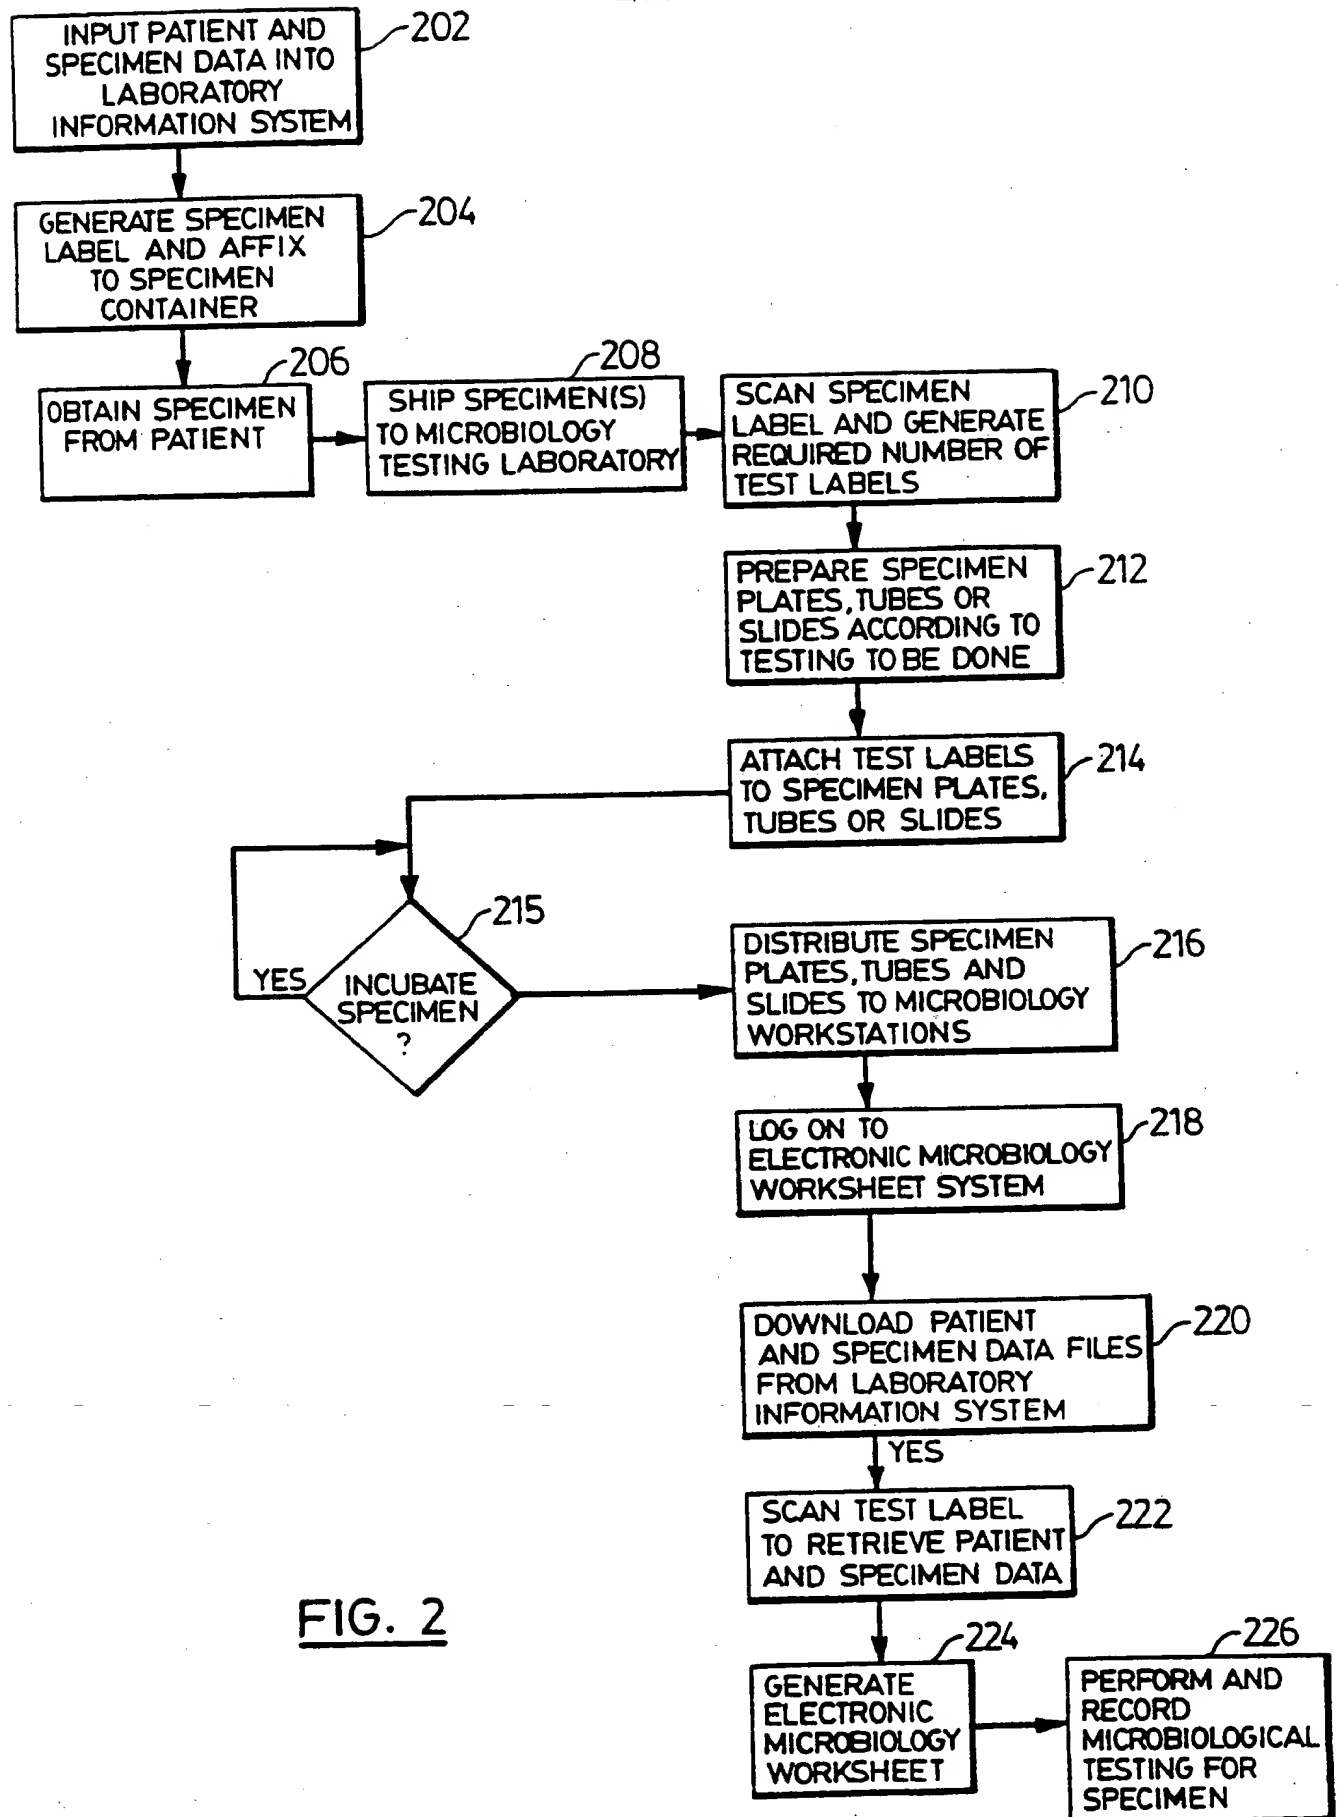 INPUT PATIENT AND
SPECIMEN DATA INTO
LABORATORY
INFORMATION SYSTEM
202
GENERATE SPECIMEN
LABEL AND AFFIX
TO SPECIMEN
CONTAINER
204
OBTAIN SPECIMEN
FROM PATIENT
206
SHIP SPECIMEN(S)
TO MICROBIOLOGY
TESTING LABORATORY
208
SCAN SPECIMEN
LABEL AND GENERATE
REQUIRED NUMBER OF
TEST LABELS
210
PREPARE SPECIMEN
PLATES, TUBES OR
SLIDES ACCORDING TO
TESTING TO BE DONE
212
ATTACH TEST LABELS
TO SPECIMEN PLATES,
TUBES OR SLIDES
214
YES
INCUBATE
SPECIMEN
?
215
DISTRIBUTE SPECIMEN
PLATES, TUBES AND
SLIDES TO MICROBIOLOGY
WORKSTATIONS
216
LOG ON TO
ELECTRONIC MICROBIOLOGY
WORKSHEET SYSTEM
218
DOWNLOAD PATIENT
AND SPECIMEN DATA FILES
FROM LABORATORY
INFORMATION SYSTEM
220
YES
SCAN TEST LABEL
TO RETRIEVE PATIENT
AND SPECIMEN DATA
222
GENERATE
ELECTRONIC
MICROBIOLOGY
WORKSHEET
224
PERFORM AND
RECORD
MICROBIOLOGICAL
TESTING FOR
SPECIMEN
226
FIG. 2